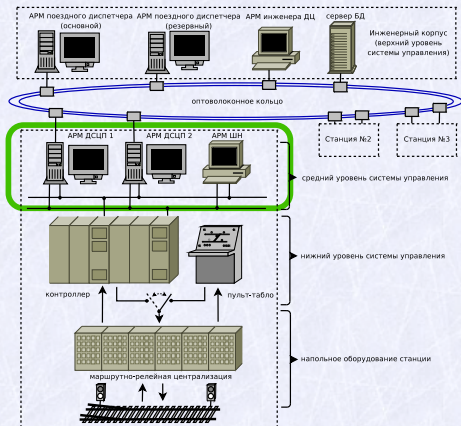 АРМ поездного диспетчера
(основной)
АРМ поездного диспетчера
(резервный)
АРМ инженера ДЦ
сервер БД
Инженерный корпус
(верхний уровень
системы управления)
оптоволоконное кольцо
Станция №2
Станция №3
АРМ ДСЦП 1
АРМ ДСЦП 2
АРМ ШН
средний уровень системы управления
контроллер
пульт-табло
нижний уровень системы управления
маршрутно-релейная централизация
напольное оборудование станции